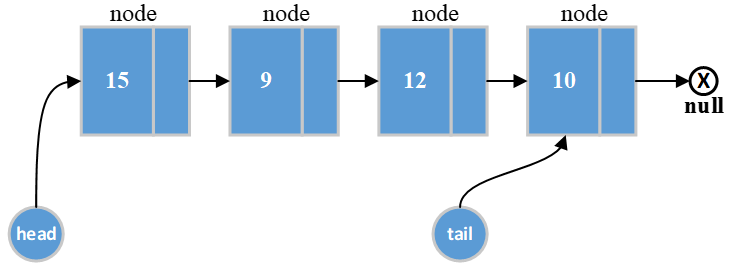 node node node node
15 9 12 10 X
null
head tail